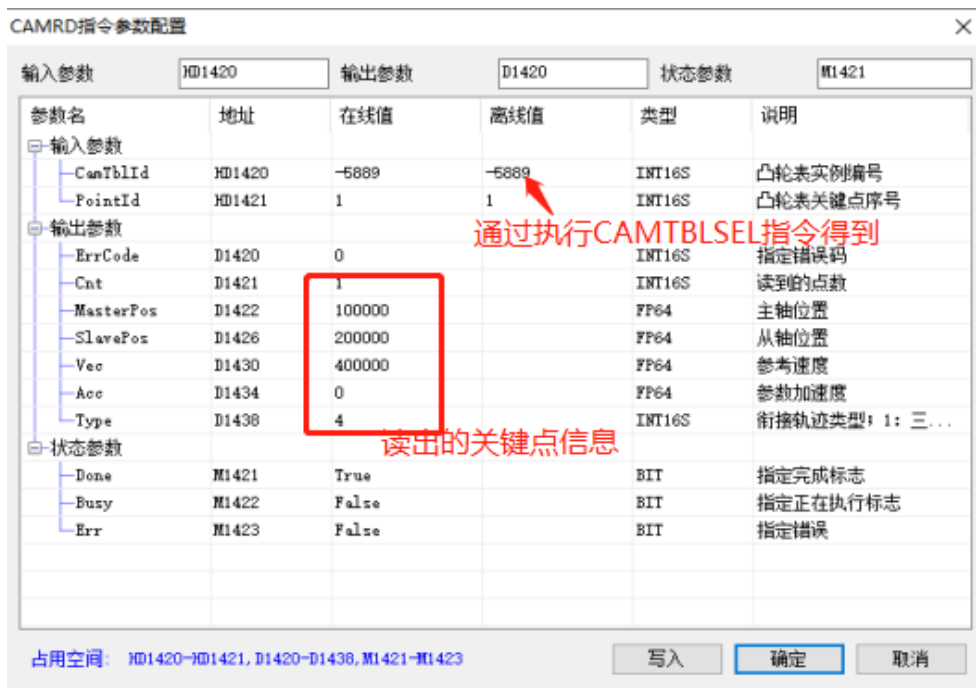 CAMRD指令参数配置
输入参数 HD1420 输出参数 D1420 状态参数 M1421
参数名 地址 在线值 离线值 类型 说明
输入参数
CamTblId HD1420 -5889 -5889 INT16S 凸轮表实例编号
PointId HD1421 1 1 INT16S 凸轮表关键点序号
通过执行CAMTBLSEL指令得到
输出参数
ErrCode D1420 0 INT16S 指定错误码
Cnt D1421 1 INT16S 读到的点数
MasterPos D1422 100000 FP64 主轴位置
SlavePos D1426 200000 FP64 从轴位置
Vec D1430 400000 FP64 参考速度
Acc D1434 0 FP64 参数加速度
Type D1438 4 INT16S 衔接轨迹类型; 1: 三...
读出的关键点信息
状态参数
Done M1421 True BIT 指定完成标志
Busy M1422 False BIT 指定正在执行标志
Err M1423 False BIT 指定错误
占用空间: HD1420-HD1421,D1420-D1438,M1421-M1423 写入 确定 取消